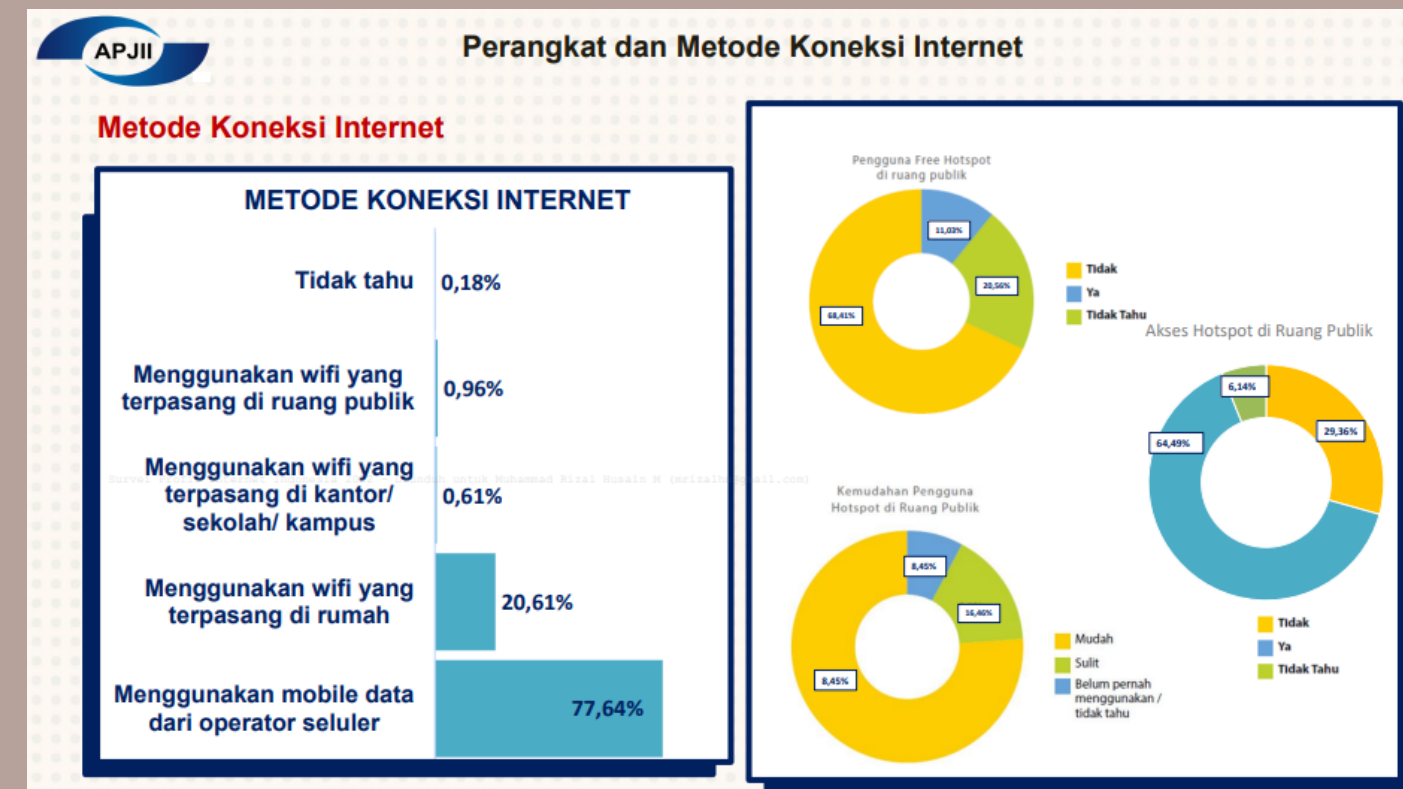 APJII
Perangkat dan Metode Koneksi Internet
Metode Koneksi Internet
METODE KONEKSI INTERNET
Tidak tahu
0,18%
Menggunakan wifi yang
terpasang di ruang publik
0,96%
Menggunakan wifi yang
terpasang di kantor/
sekolah/ kampus
0,61%
Menggunakan wifi yang
terpasang di rumah
20,61%
Menggunakan mobile data
dari operator seluler
77,64%
Pengguna Free Hotspot
di ruang publik
11,03%
20,56%
68,41%
Tidak
Ya
Tidak Tahu
Akses Hotspot di Ruang Publik
6,14%
29,36%
64,49%
Tidak
Ya
Tidak Tahu
Kemudahan Pengguna
Hotspot di Ruang Publik
8,45%
16,46%
8,45%
Mudah
Sulit
Belum pernah
menggunakan /
tidak tahu